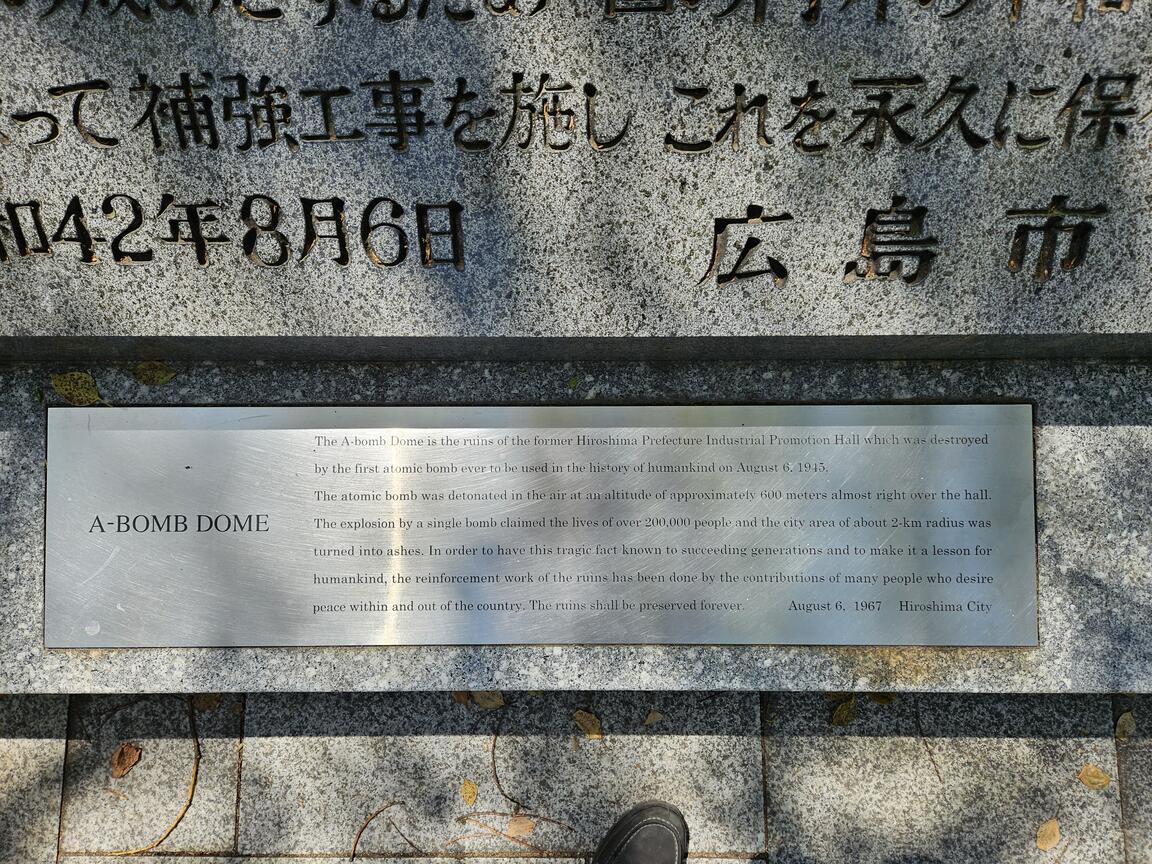 って補強工事を施し これを永久に保
和42年8月6日 広島市
The A-bomb Dome is the ruins of the former Hiroshima Prefecture Industrial Promotion Hall which was destroyed
by the first atomic bomb ever to be used in the history of humankind on August 6, 1945.
The atomic bomb was detonated in the air at an altitude of approximately 600 meters almost right over the hall.
A-BOMB DOME
The explosion by a single bomb claimed the lives of over 200,000 people and the city area of about 2-km radius was
turned into ashes. In order to have this tragic fact known to succeeding generations and to make it a lesson for
humankind, the reinforcement work of the ruins has been done by the contributions of many people who desire
peace within and out of the country. The ruins shall be preserved forever. August 6, 1967 Hiroshima City